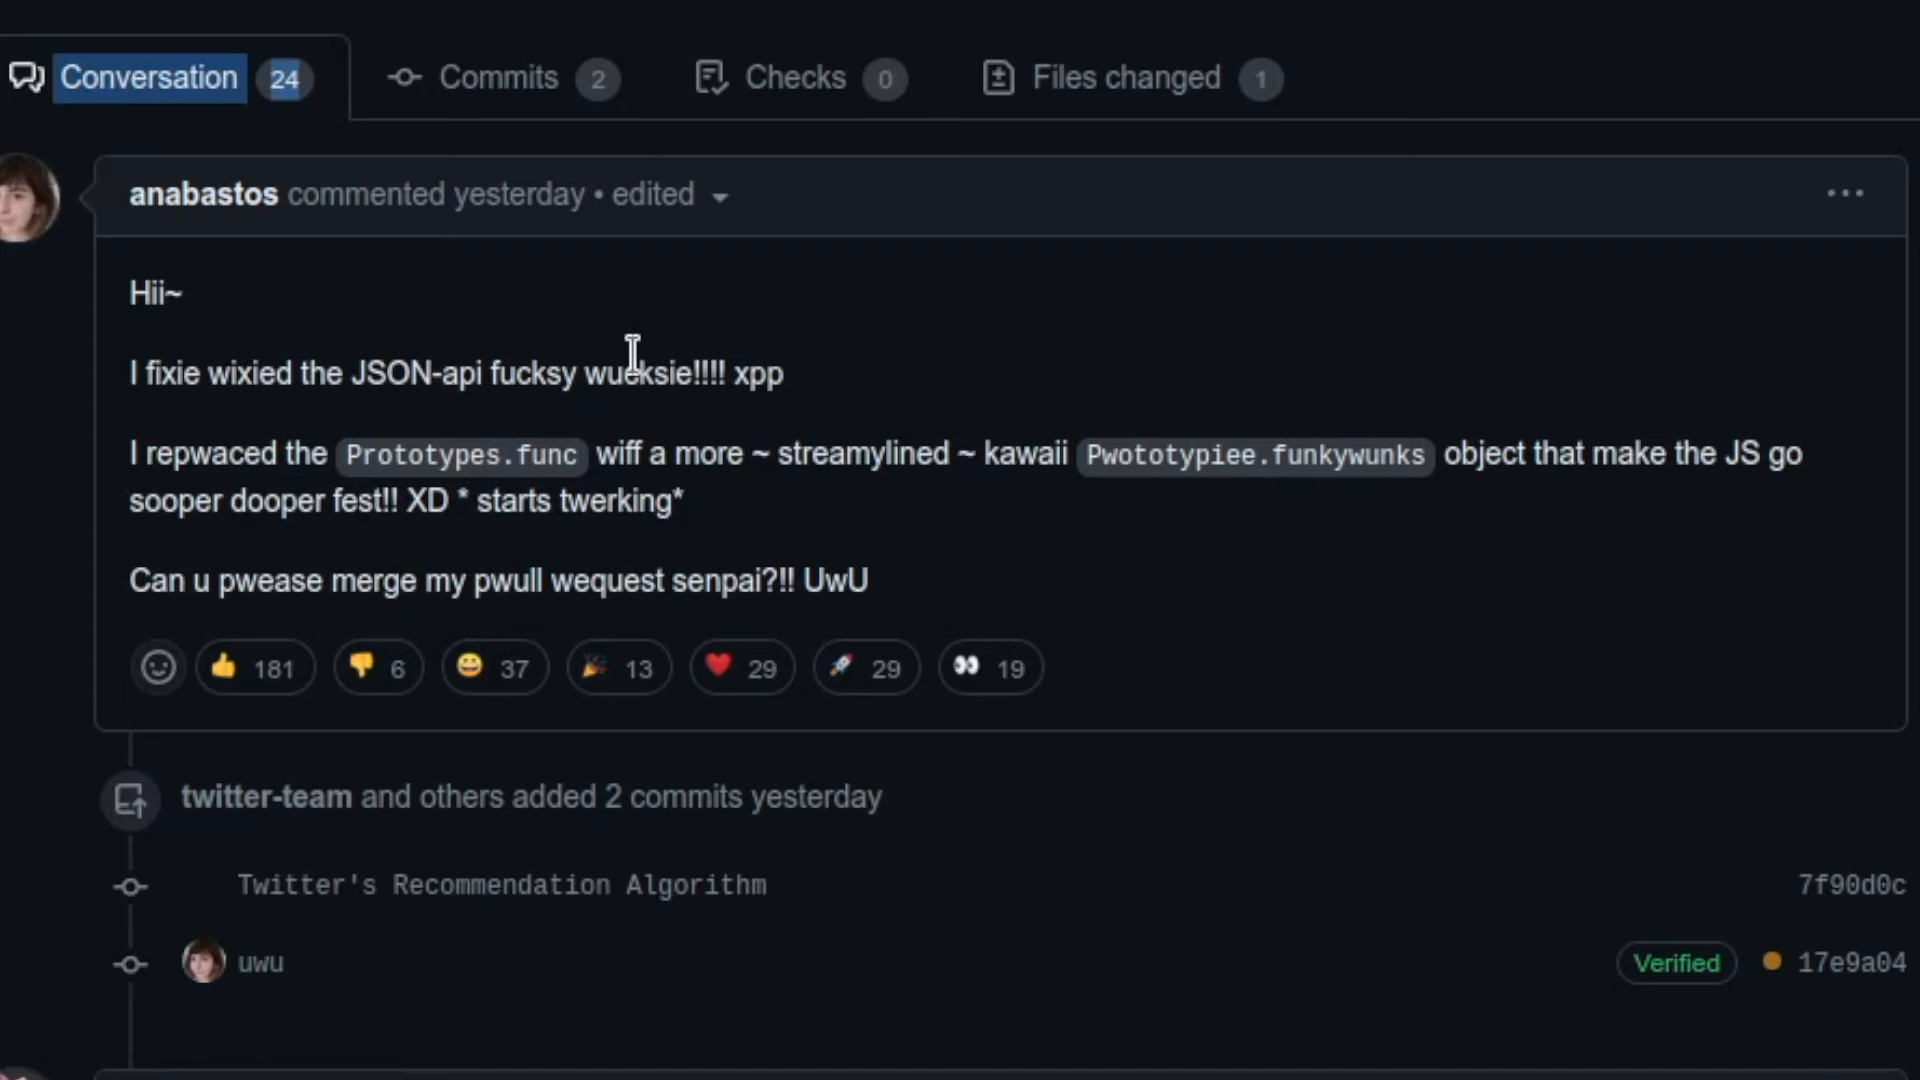 Conversation 24 Commits 2 Checks 0 Files changed 1
anabastos commented yesterday • edited
Hii~
I fixie wixied the JSON-api fucksy wucksie!!!! xpp
I repwaced the Prototypes.func wiff a more ~ streamylined ~ kawaii Pwototypiee.funkywunks object that make the JS go
sooper dooper fest!! XD * starts twerking*
Can u pwease merge my pwull wequest senpai?!! UwU
181 6 37 13 29 29 19
twitter-team and others added 2 commits yesterday
Twitter's Recommendation Algorithm 7f90d0c
uwu Verified 17e9a04